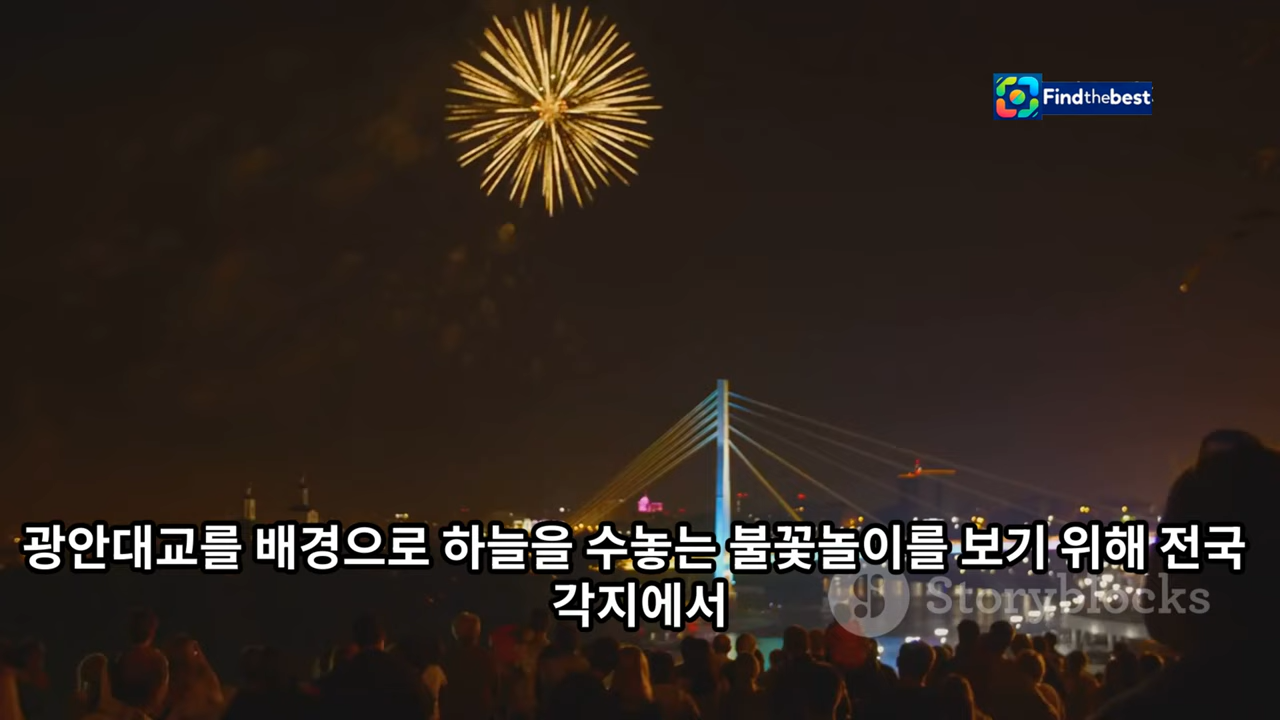 Findthebest
광안대교를 배경으로 하늘을 수놓는 불꽃놀이를 보기 위해 전국
각지에서
Storyblocks